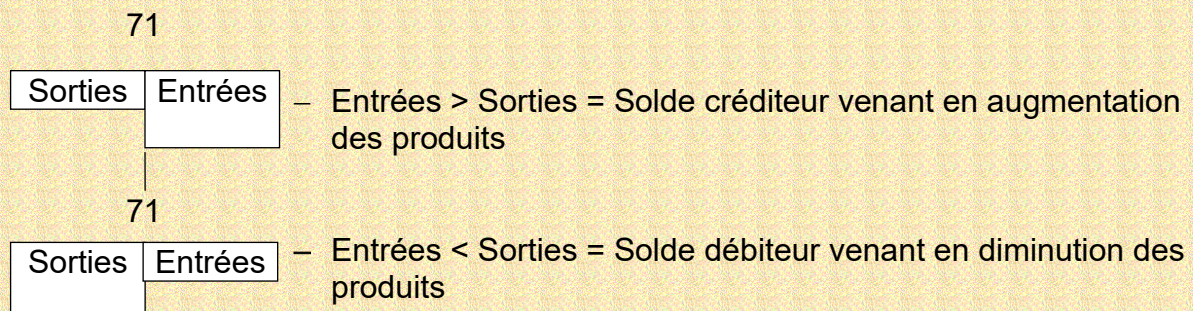 71
Sorties Entrées
– Entrées > Sorties = Solde créditeur venant en augmentation
des produits
71
Sorties Entrées
– Entrées < Sorties = Solde débiteur venant en diminution des
produits